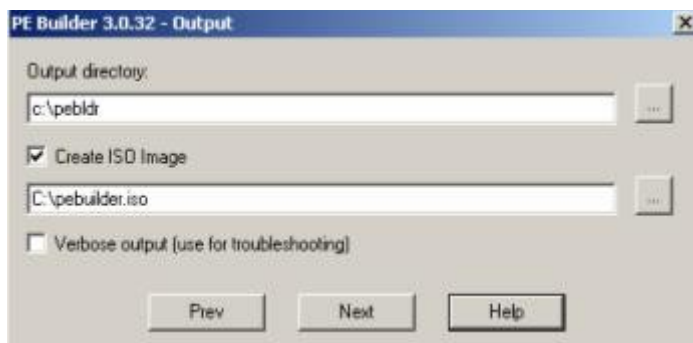 PE Builder 3.0.32 - Output
Output directory:
c:\pebldr
...
Create ISO Image
C:\pebuilder.iso
...
Verbose output (use for troubleshooting)
Prev Next Help